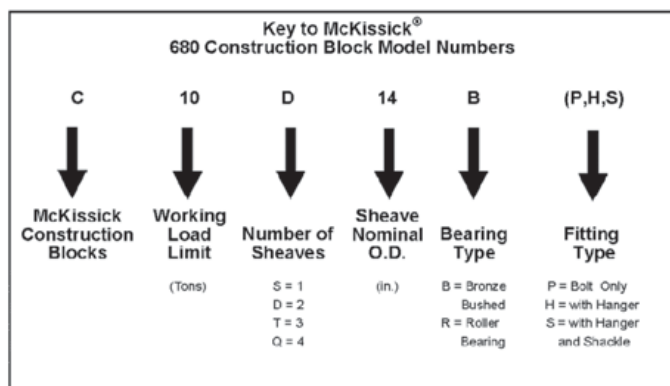 Key to McKissick®
680 Construction Block Model Numbers
C 10 D 14 B (P,H,S)
McKissick Construction Blocks
Working Load Limit
(Tons)
Number of Sheaves
S = 1
D = 2
T = 3
Q = 4
Sheave Nominal O.D.
(in.)
Bearing Type
B = Bronze
Bushed
R = Roller
Bearing
Fitting Type
P = Bolt Only
H = with Hanger
S = with Hanger
and Shackle